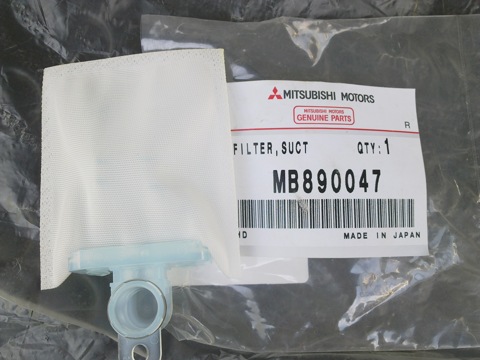 MITSUBISHI MOTORS
MITSUBISHI MOTORS
GENUINE PARTS
R
FILTER,SUCT QTY:1
MB890047
MADE IN JAPAN